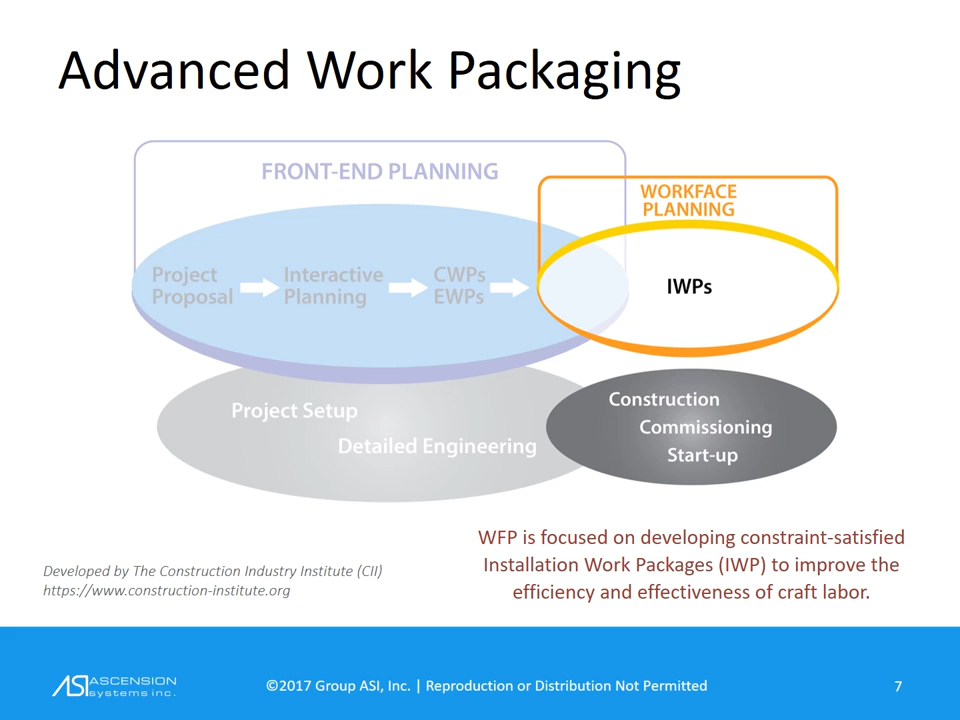 Advanced Work Packaging
FRONT-END PLANNING
WORKFACE
PLANNING
Project
Proposal
Interactive
Planning
CWPs
EWPs
IWPs
Project Setup
Detailed Engineering
Construction
Commissioning
Start-up
WFP is focused on developing constraint-satisfied
Installation Work Packages (IWP) to improve the
efficiency and effectiveness of craft labor.
Developed by The Construction Industry Institute (CII)
https://www.construction-institute.org
ASI ASCENSION
systems inc.
©2017 Group ASI, Inc. | Reproduction or Distribution Not Permitted
7